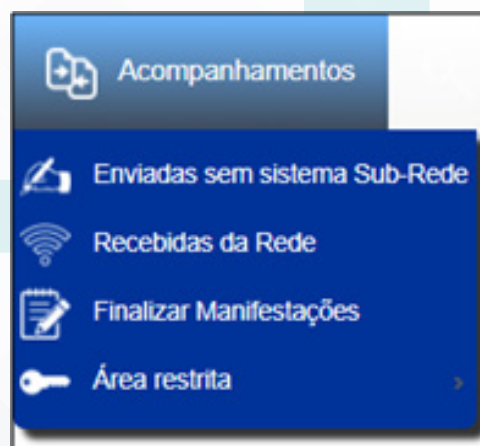 Acompanhamentos
Enviadas sem sistema Sub-Rede
Recebidas da Rede
Finalizar Manifestações
Área restrita